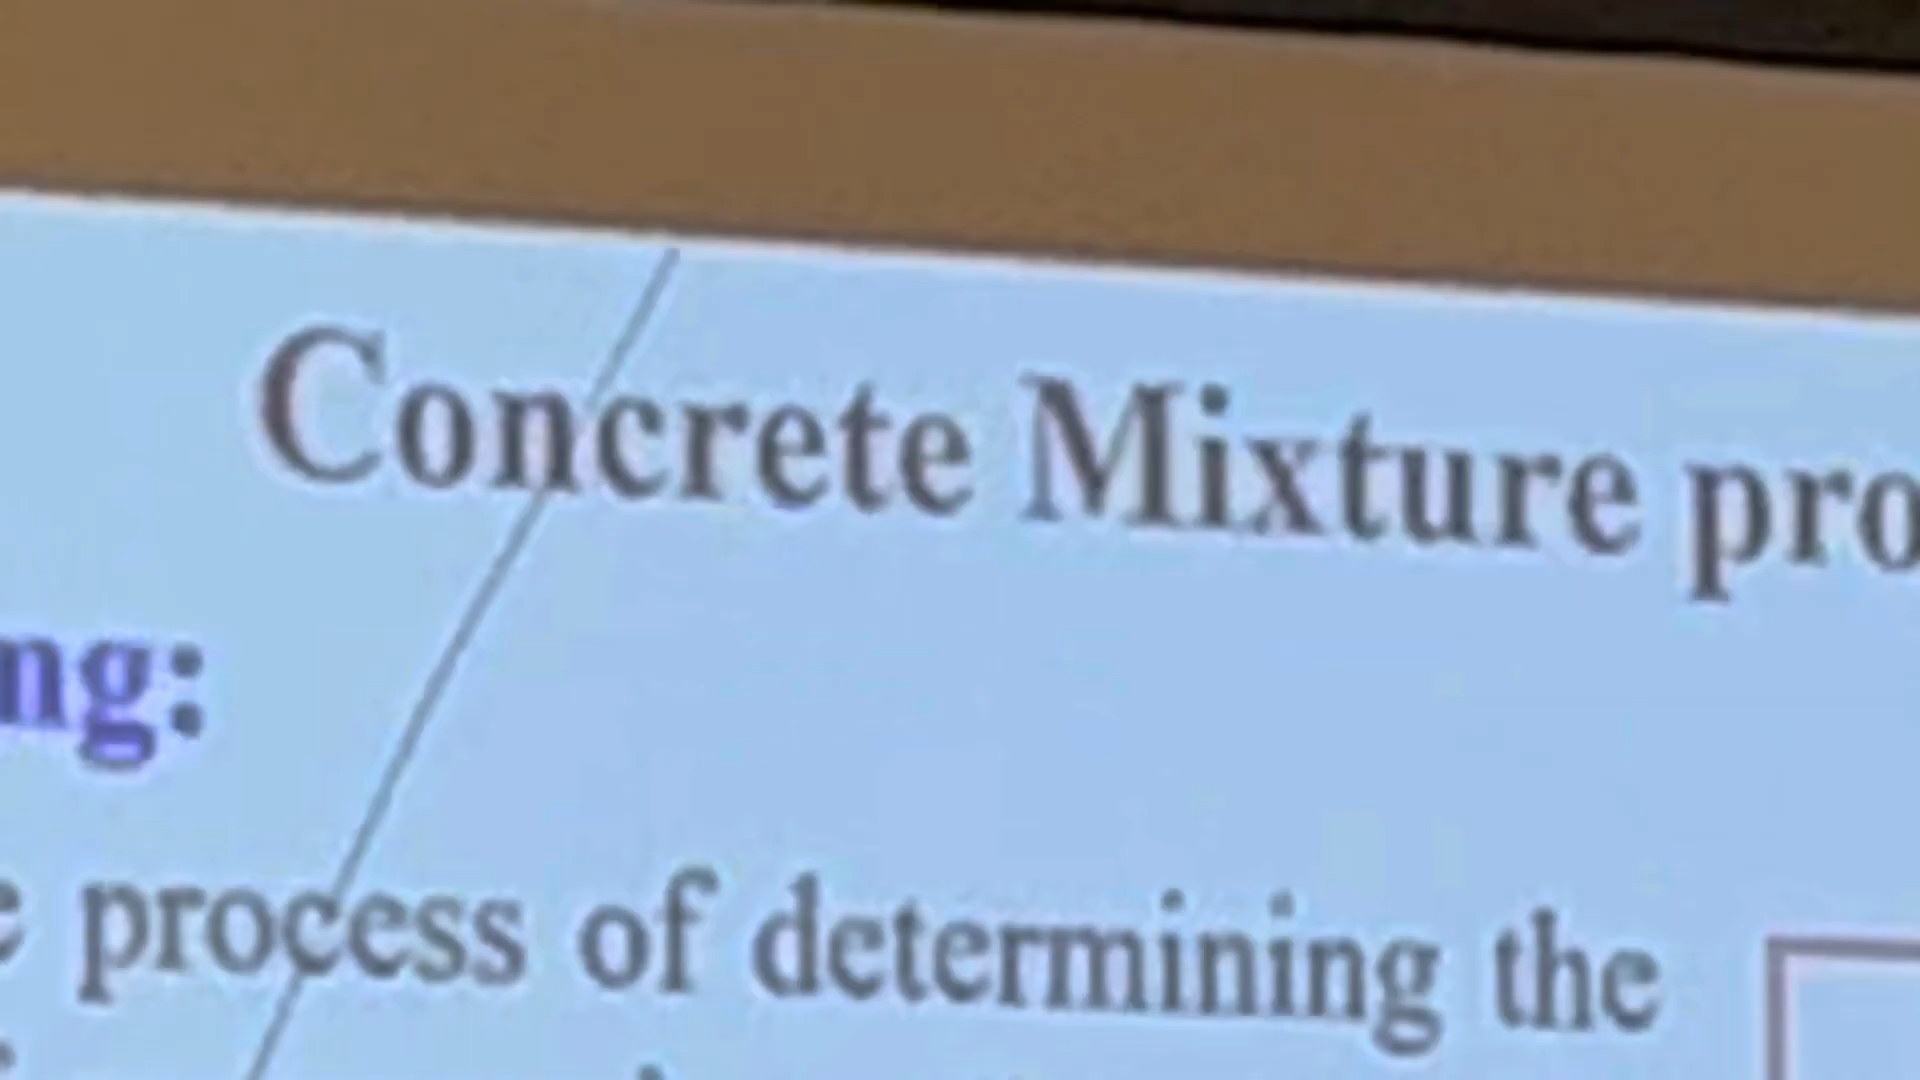 Concrete Mixture pro
ng:
process of determining the